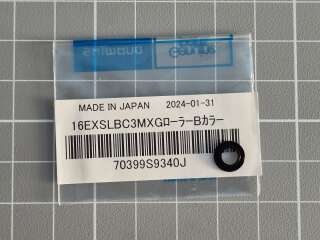 SHIMANO
MADE IN JAPAN 2024-01-31
16EXSLBC3MXGローラーBカラー
70399S9340J